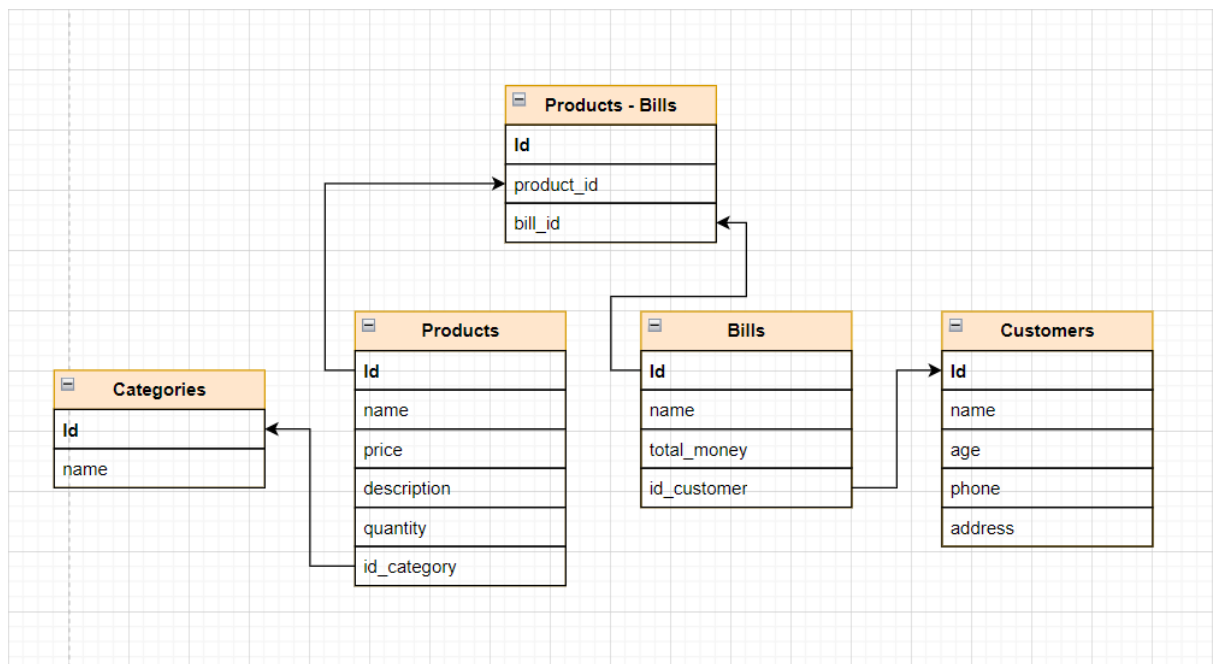 Products - Bills
Id
product_id
bill_id
Categories
Id
name
Products
Id
name
price
description
quantity
id_category
Bills
Id
name
total_money
id_customer
Customers
Id
name
age
phone
address